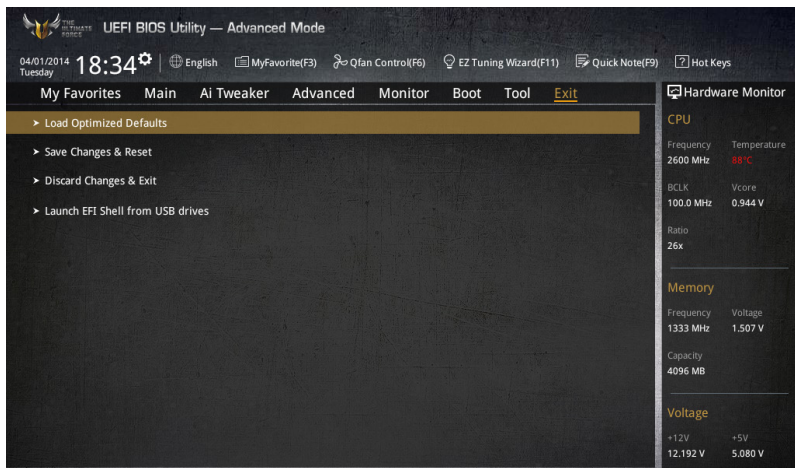 THE
ULTIMATE
FORCE
UEFI BIOS Utility — Advanced Mode
04/01/2014
Tuesday
18:34
English
MyFavorite(F3)
Qfan Control(F6)
EZ Tuning Wizard(F11)
Quick Note(F9)
? Hot Keys
My Favorites Main Ai Tweaker Advanced Monitor Boot Tool Exit
Load Optimized Defaults
Save Changes & Reset
Discard Changes & Exit
Launch EFI Shell from USB drives
Hardware Monitor
CPU
Frequency Temperature
2600 MHz 88°C
BCLK Vcore
100.0 MHz 0.944 V
Ratio
26x
Memory
Frequency Voltage
1333 MHz 1.507 V
Capacity
4096 MB
Voltage
+12V +5V
12.192 V 5.080 V